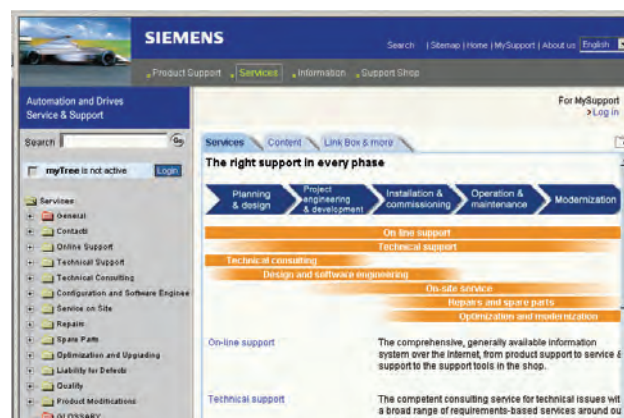 SIEMENS
Search | Sitemap | Home | MySupport | About us English
Product Support Services Information Support Shop
Automation and Drives
Service & Support
For MySupport
>Log in
Search Go
Services Content Link Box & more
myTree is not active Login
The right support in every phase
Planning
& design
Project
engineering
& development
Installation &
commissioning
Operation &
maintenance
Modernization
Services
General
Contacts
Online Support
Technical Support
Technical Consulting
Configuration and Software Enginee
Service on Site
Repairs
Spare Parts
Optimization and Upgrading
Liability for Defects
Quality
Product Modifications
GLOSSARY
On line support
Technical support
Technical consulting
Design and software engineering
On-site service
Repairs and spare parts
Optimization and modernization
On-line support
The comprehensive, generally available information
system over the Internet, from product support to service &
support to the support tools in the shop.
Technical support
The competent consulting service for technical issues wit
a broad range of requirements-based services around ou